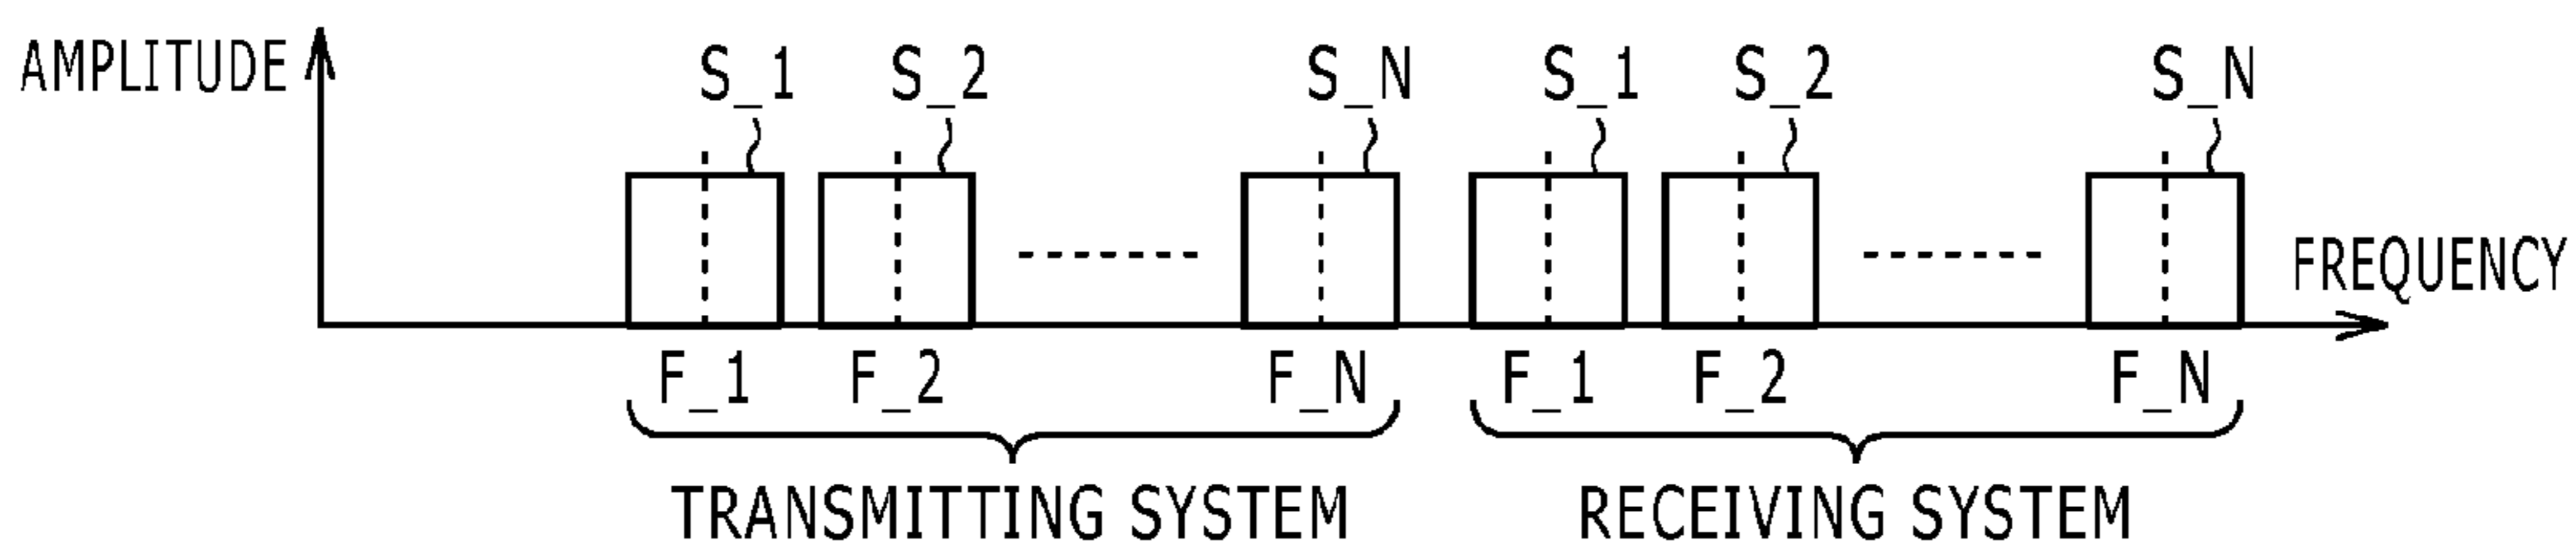 AMPLITUDE
S_1 S_2 S_N S_1 S_2 S_N
FREQUENCY
F_1 F_2 F_N F_1 F_2 F_N
TRANSMITTING SYSTEM RECEIVING SYSTEM